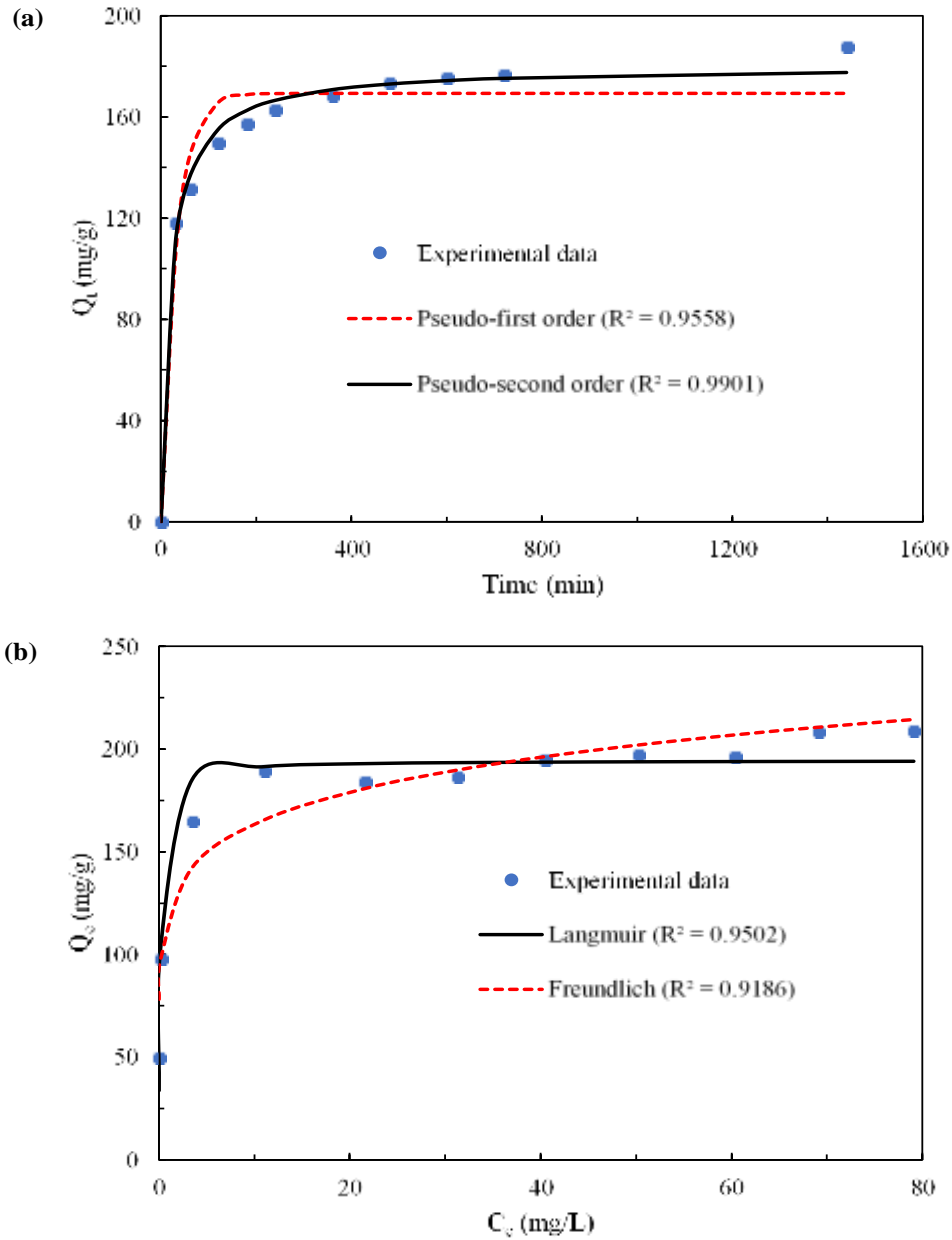 (a)
200
160
120
80
40
0
Qt (mg/g)
Experimental data
Pseudo-first order (R² = 0.9558)
Pseudo-second order (R² = 0.9901)
0 400 800 1200 1600
Time (min)
(b)
250
200
150
100
50
0
Qe (mg/g)
Experimental data
Langmuir (R² = 0.9502)
Freundlich (R² = 0.9186)
0 20 40 60 80
Ce (mg/L)